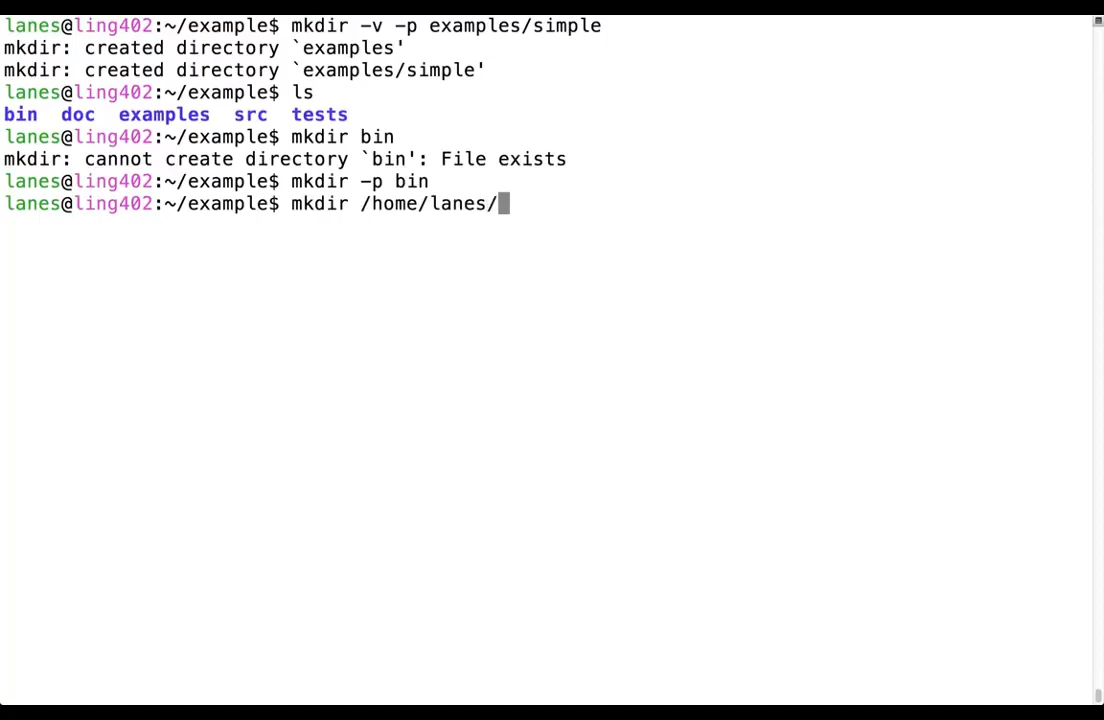 lanes@ling402:~/example$ mkdir -v -p examples/simple
mkdir: created directory `examples'
mkdir: created directory `examples/simple'
lanes@ling402:~/example$ ls
bin  doc  examples  src  tests
lanes@ling402:~/example$ mkdir bin
mkdir: cannot create directory `bin': File exists
lanes@ling402:~/example$ mkdir -p bin
lanes@ling402:~/example$ mkdir /home/lanes/